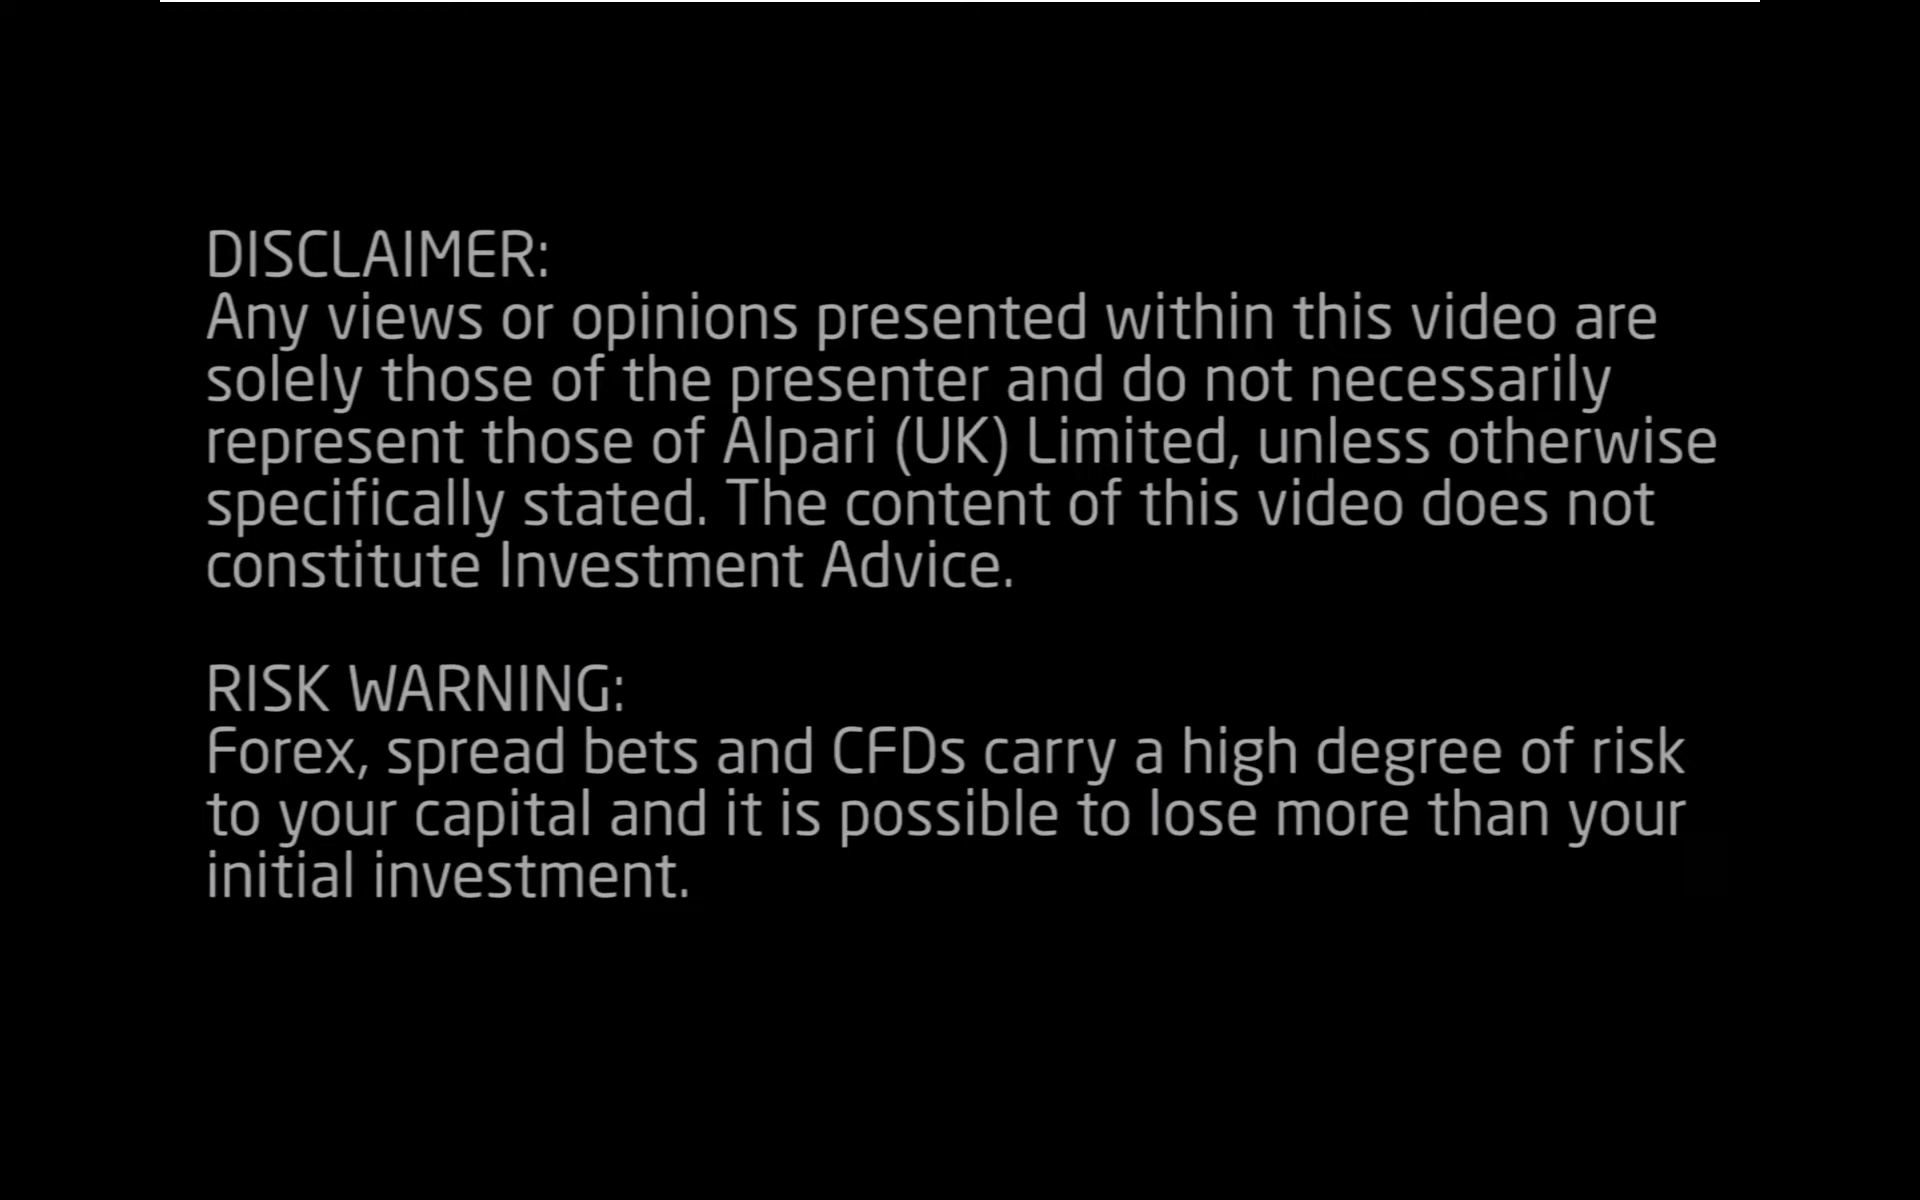 DISCLAIMER:
Any views or opinions presented within this video are
solely those of the presenter and do not necessarily
represent those of Alpari (UK) Limited, unless otherwise
specifically stated. The content of this video does not
constitute Investment Advice.
RISK WARNING:
Forex, spread bets and CFDs carry a high degree of risk
to your capital and it is possible to lose more than your
initial investment.